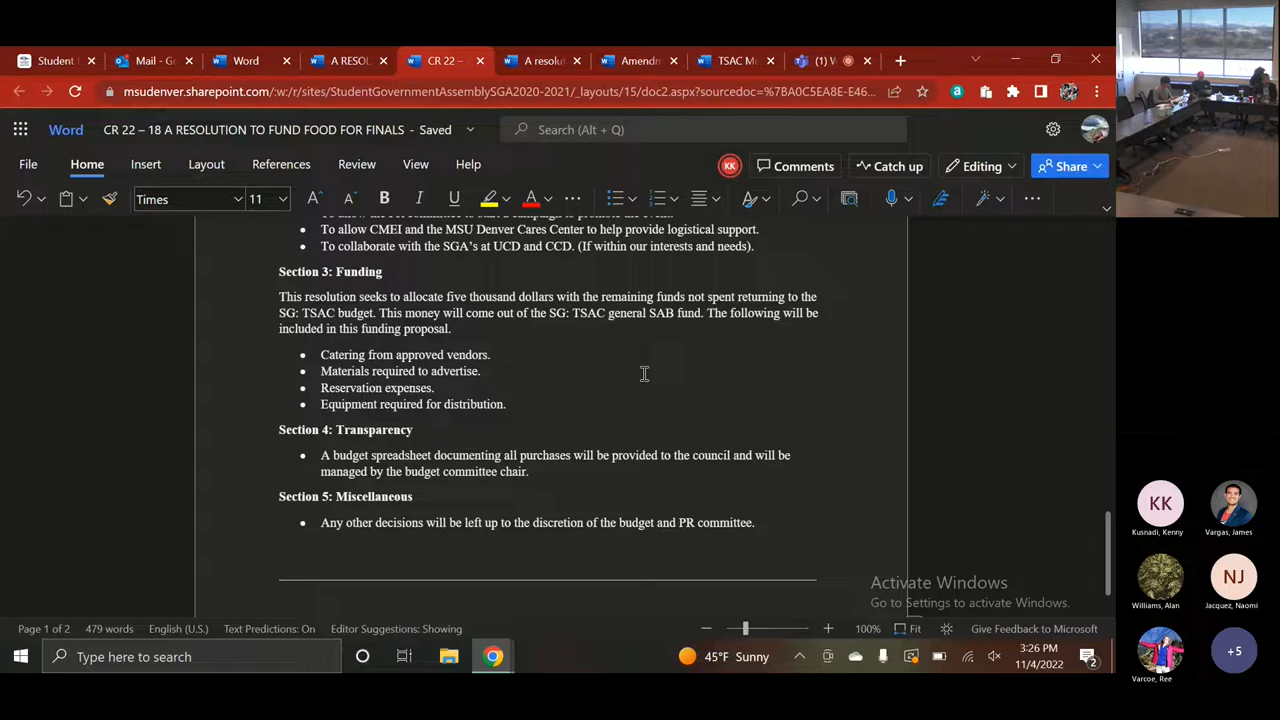 Student
Mail - Ge
Word
A RESOL
CR 22 –
A resolut
Amendm
TSAC Me
(1) W
msudenver.sharepoint.com/:w:/r/sites/StudentGovernmentAssemblySGA2020-2021/_layouts/15/doc2.aspx?sourcedoc=%7BA0C5EA8E-E46...
Word CR 22 – 18 A RESOLUTION TO FUND FOOD FOR FINALS - Saved Search (Alt + Q)
File Home Insert Layout References Review View Help KK Comments Catch up Editing Share
Times 11
To allow CMEI and the MSU Denver Cares Center to help provide logistical support.
To collaborate with the SGA's at UCD and CCD. (If within our interests and needs).
Section 3: Funding
This resolution seeks to allocate five thousand dollars with the remaining funds not spent returning to the
SG: TSAC budget. This money will come out of the SG: TSAC general SAB fund. The following will be
included in this funding proposal.
Catering from approved vendors.
Materials required to advertise.
Reservation expenses.
Equipment required for distribution.
Section 4: Transparency
A budget spreadsheet documenting all purchases will be provided to the council and will be
managed by the budget committee chair.
Section 5: Miscellaneous
Any other decisions will be left up to the discretion of the budget and PR committee.
Activate Windows
Go to Settings to activate Windows.
Page 1 of 2 479 words English (U.S.) Text Predictions: On Editor Suggestions: Showing 100% Fit Give Feedback to Microsoft
Type here to search 45°F Sunny 3:26 PM
11/4/2022
2
KK
Kusnadi, Kenny
Vargas, James
Williams, Alan
NJ
Jacquez, Naomi
Varcoe, Ree
+5